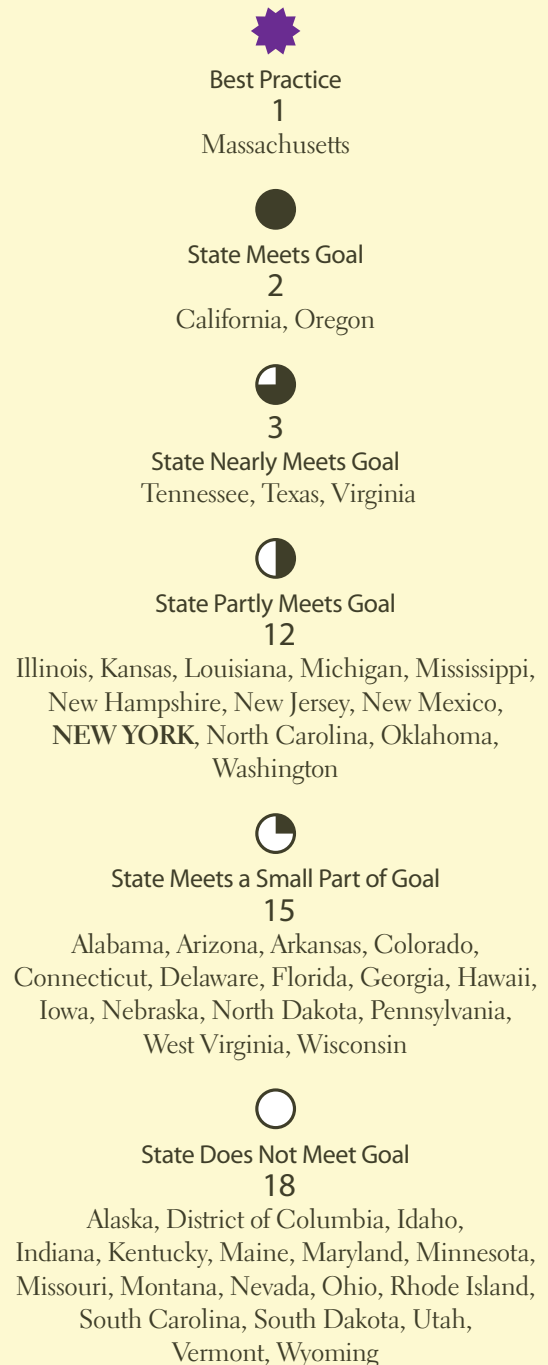 Best Practice
1
Massachusetts
State Meets Goal
2
California, Oregon
3
State Nearly Meets Goal
Tennessee, Texas, Virginia
State Partly Meets Goal
12
Illinois, Kansas, Louisiana, Michigan, Mississippi,
New Hampshire, New Jersey, New Mexico,
NEW YORK, North Carolina, Oklahoma,
Washington
State Meets a Small Part of Goal
15
Alabama, Arizona, Arkansas, Colorado,
Connecticut, Delaware, Florida, Georgia, Hawaii,
Iowa, Nebraska, North Dakota, Pennsylvania,
West Virginia, Wisconsin
State Does Not Meet Goal
18
Alaska, District of Columbia, Idaho,
Indiana, Kentucky, Maine, Maryland, Minnesota,
Missouri, Montana, Nevada, Ohio, Rhode Island,
South Carolina, South Dakota, Utah,
Vermont, Wyoming